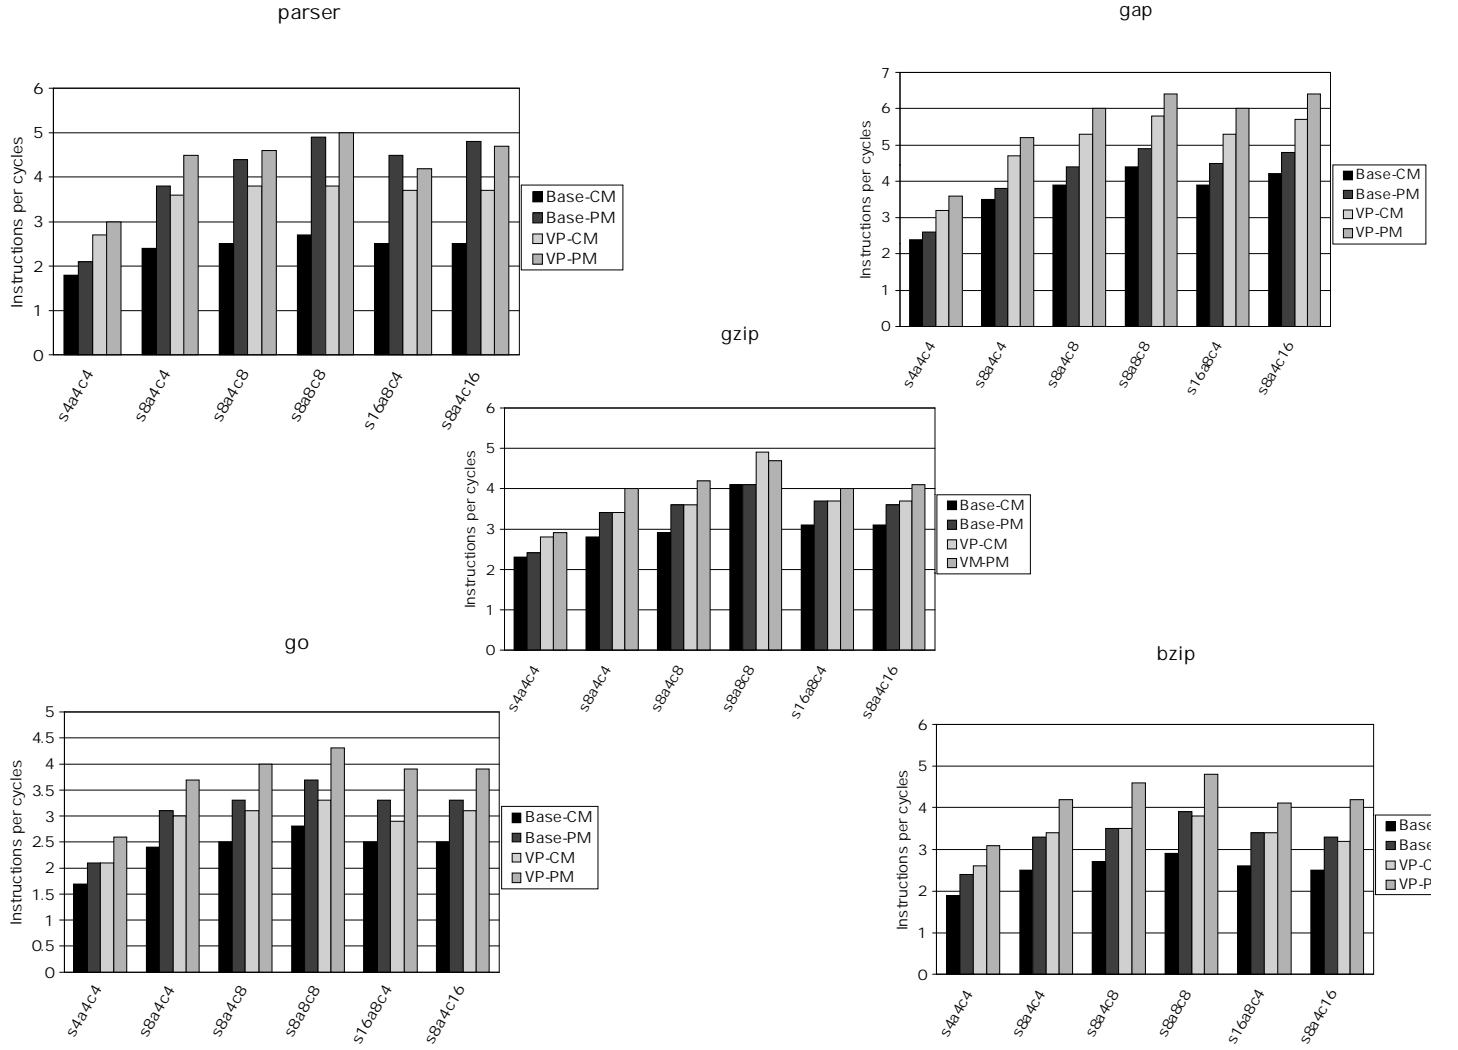 parser
6
5
4
3
2
1
0
Instructions per cycles
s4a4c4
s8a4c4
s8a4c8
s8a8c8
s16a8c4
s8a4c16
Base-CM
Base-PM
VP-CM
VP-PM
gap
7
6
5
4
3
2
1
0
Instructions per cycles
s4a4c4
s8a4c4
s8a4c8
s8a8c8
s16a8c4
s8a4c16
Base-CM
Base-PM
VP-CM
VP-PM
gzip
6
5
4
3
2
1
0
Instructions per cycles
s4a4c4
s8a4c4
s8a4c8
s8a8c8
s16a8c4
s8a4c16
Base-CM
Base-PM
VP-CM
VM-PM
go
5
4.5
4
3.5
3
2.5
2
1.5
1
0.5
0
Instructions per cycles
s4a4c4
s8a4c4
s8a4c8
s8a8c8
s16a8c4
s8a4c16
Base-CM
Base-PM
VP-CM
VP-PM
bzip
6
5
4
3
2
1
0
Instructions per cycles
s4a4c4
s8a4c4
s8a4c8
s8a8c8
s16a8c4
s8a4c16
Base
Base
VP-C
VP-P